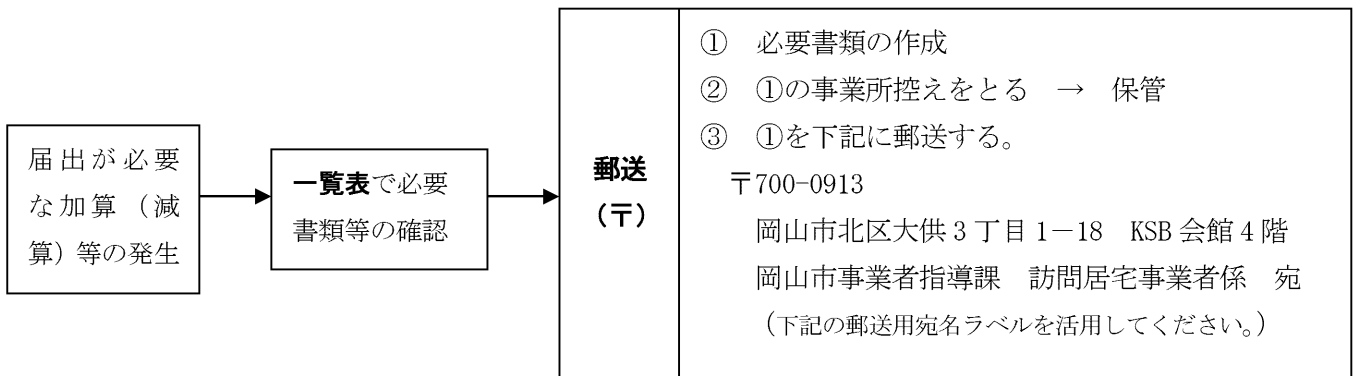 届出が必要
な加算（減
算）等の発生
一覧表で必要
書類等の確認
郵送
（〒）
① 必要書類の作成
② ①の事業所控えをとる → 保管
③ ①を下記に郵送する。
〒700-0913
岡山市北区大供３丁目１－18 KSB 会館４階
岡山市事業者指導課 訪問居宅事業者係 宛
（下記の郵送用宛名ラベルを活用してください。）